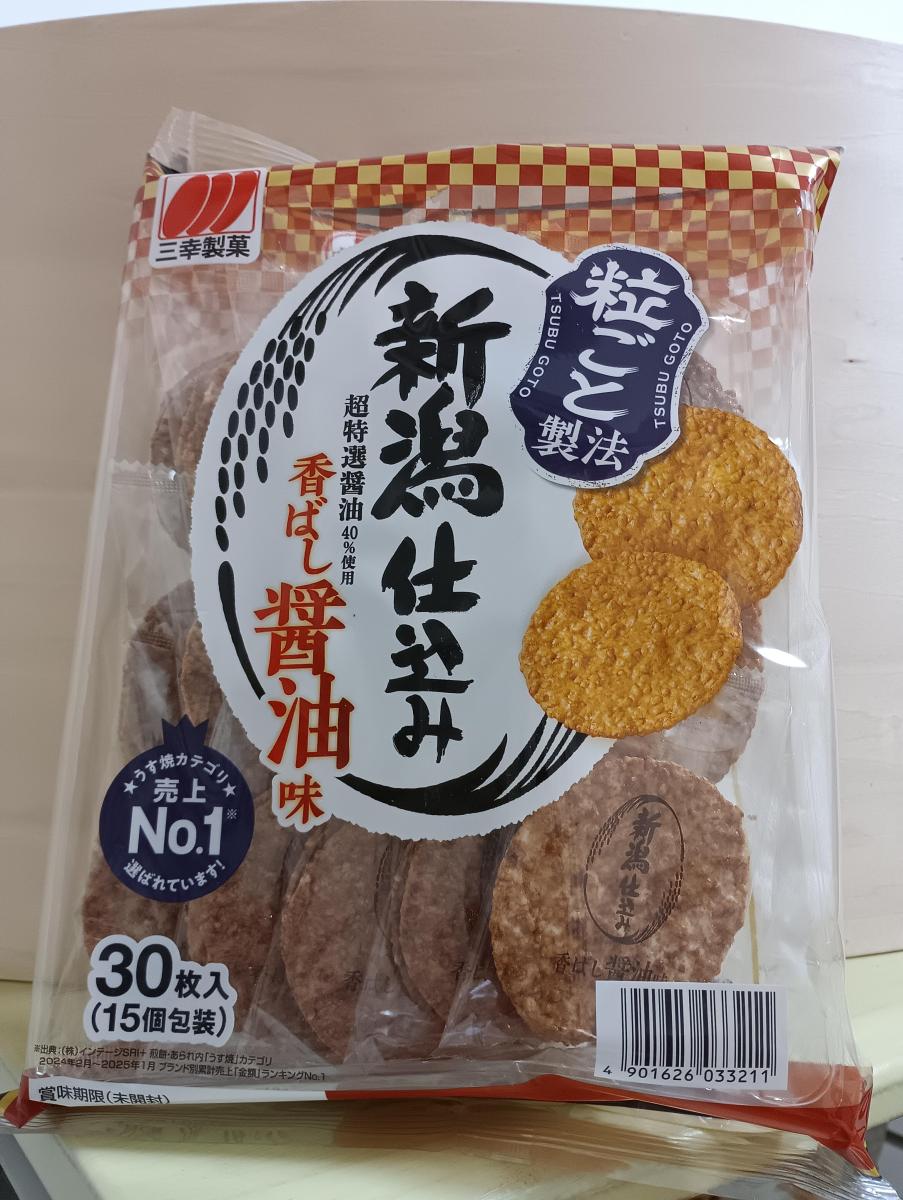 三幸製菓
粒ごと
製法
TSUBU GOTO
TSUBU GOTO
新潟仕込み
超特選醤油40%使用
香ばし醤油味
★うす焼カテゴリ★
売上
No.1※
選ばれています!
30枚入
(15個包装)
新潟仕込み
香ばし醤油味
※出典:(株)インテージSRI+ 煎餅・あられ内「うす焼」カテゴリ
2024年2月~2025年1月 ブランド別累計売上「金額」ランキングNo.1
賞味期限(未開封)
4 901626 033211